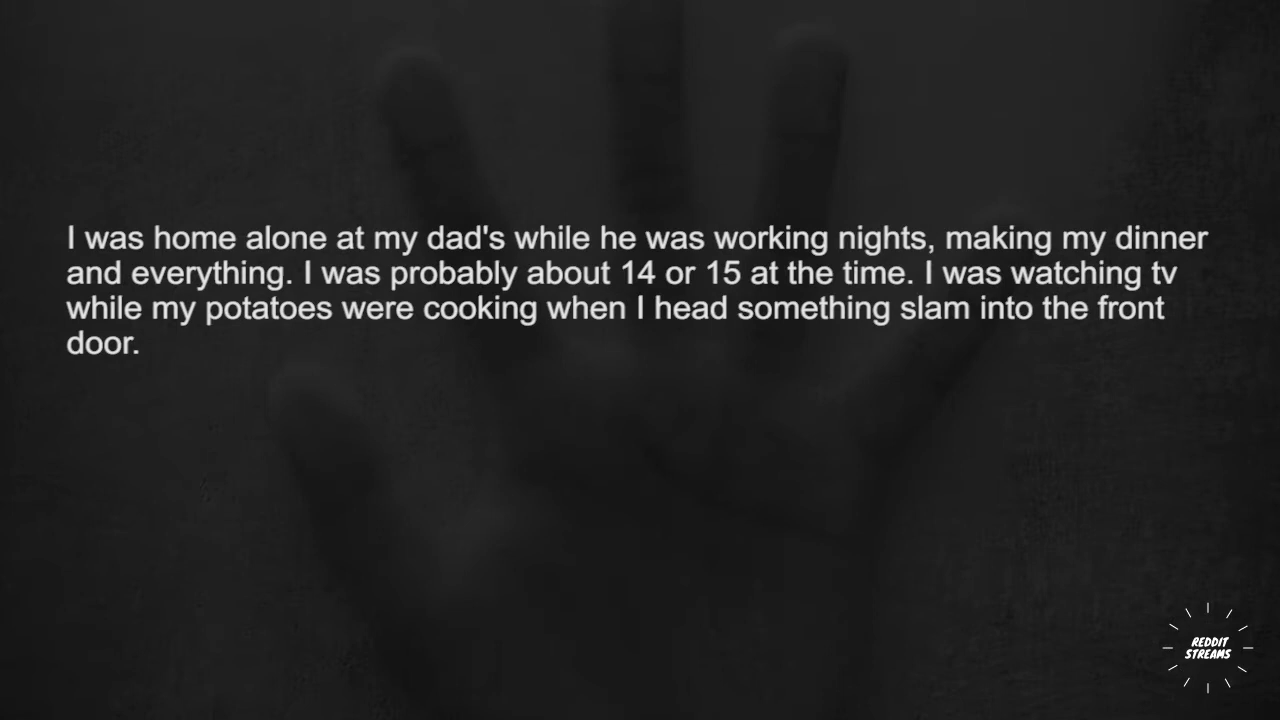 I was home alone at my dad's while he was working nights, making my dinner
and everything. I was probably about 14 or 15 at the time. I was watching tv
while my potatoes were cooking when I head something slam into the front
door.
REDDIT
STREAMS